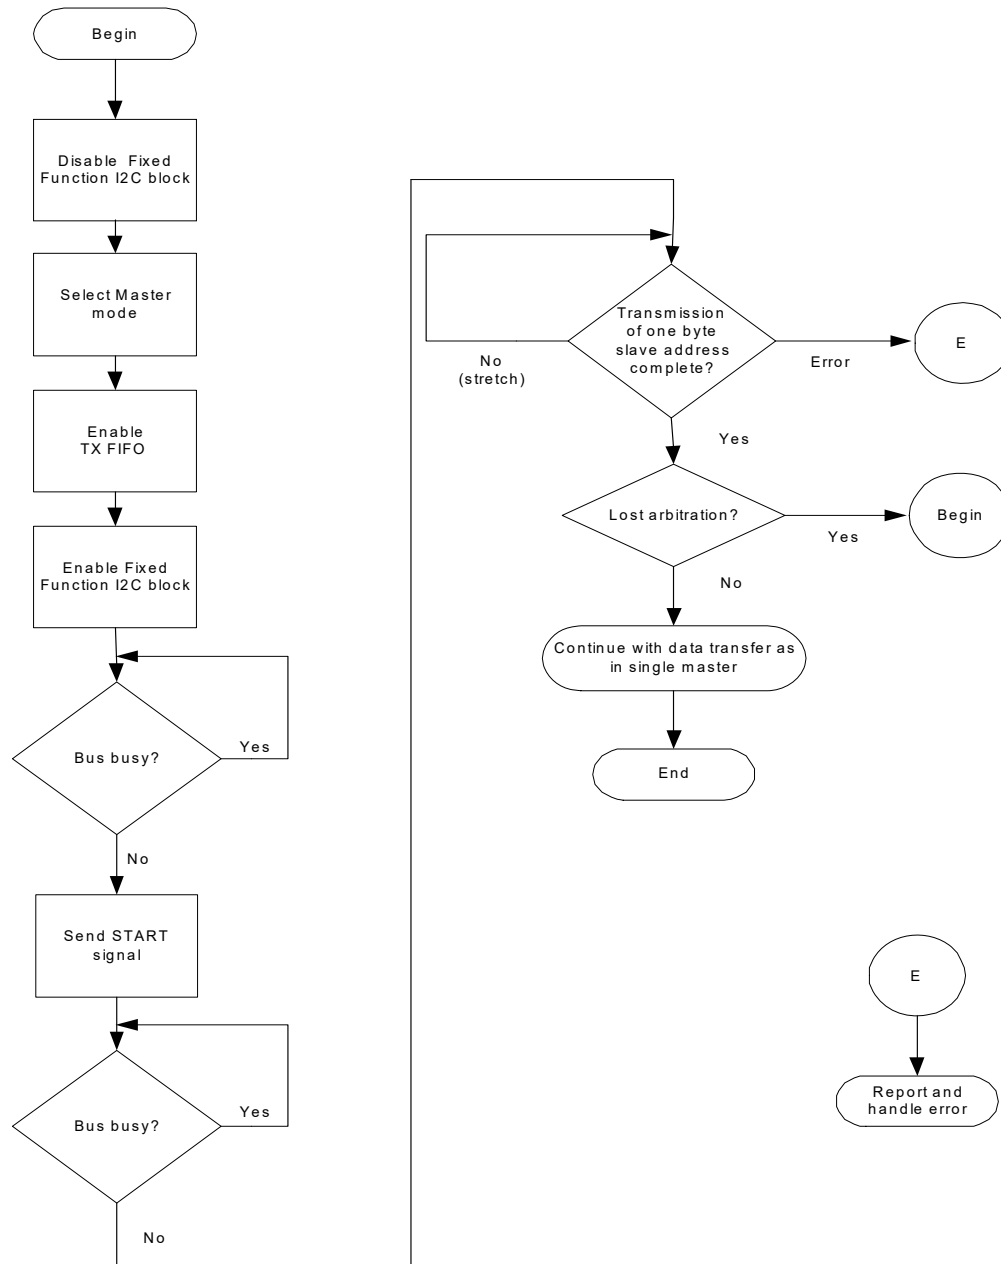 Begin
Disable Fixed
Function I2C block
Select Master
mode
Enable
TX FIFO
Enable Fixed
Function I2C block
Bus busy?
Yes
No
Send START
signal
Bus busy?
Yes
No
Transmission
of one byte
slave address
complete?
No
(stretch)
Error
E
Yes
Lost arbitration?
Yes
Begin
No
Continue with data transfer as
in single master
End
E
Report and
handle error